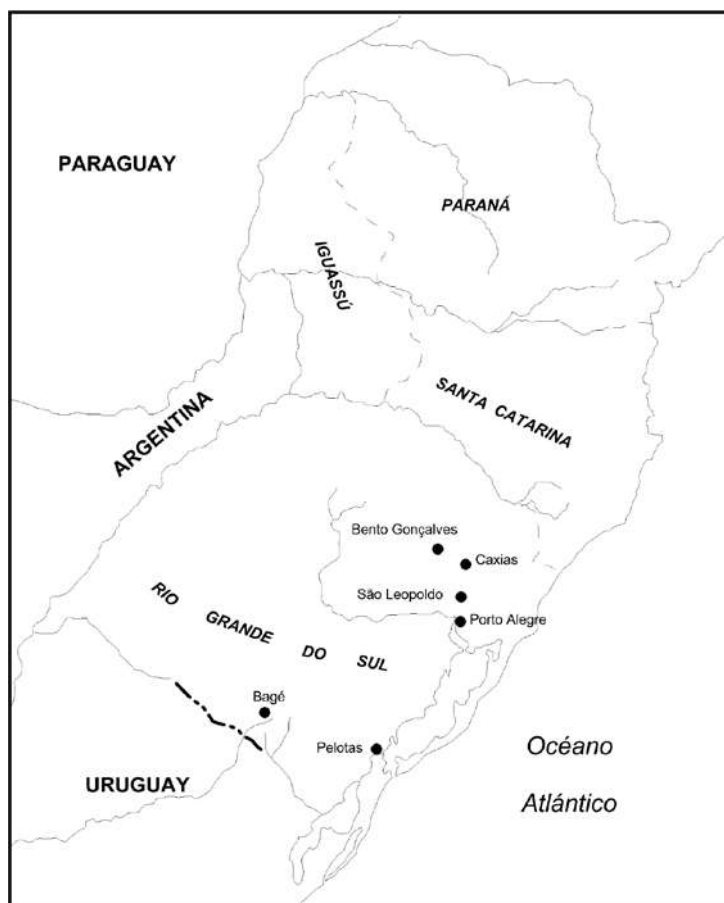 PARAGUAY
PARANÁ
IGUASSÚ
SANTA CATARINA
ARGENTINA
Bento Gonçalves
Caxias
São Leopoldo
Porto Alegre
RIO GRANDE DO SUL
Bagé
Pelotas
Océano
Atlántico
URUGUAY